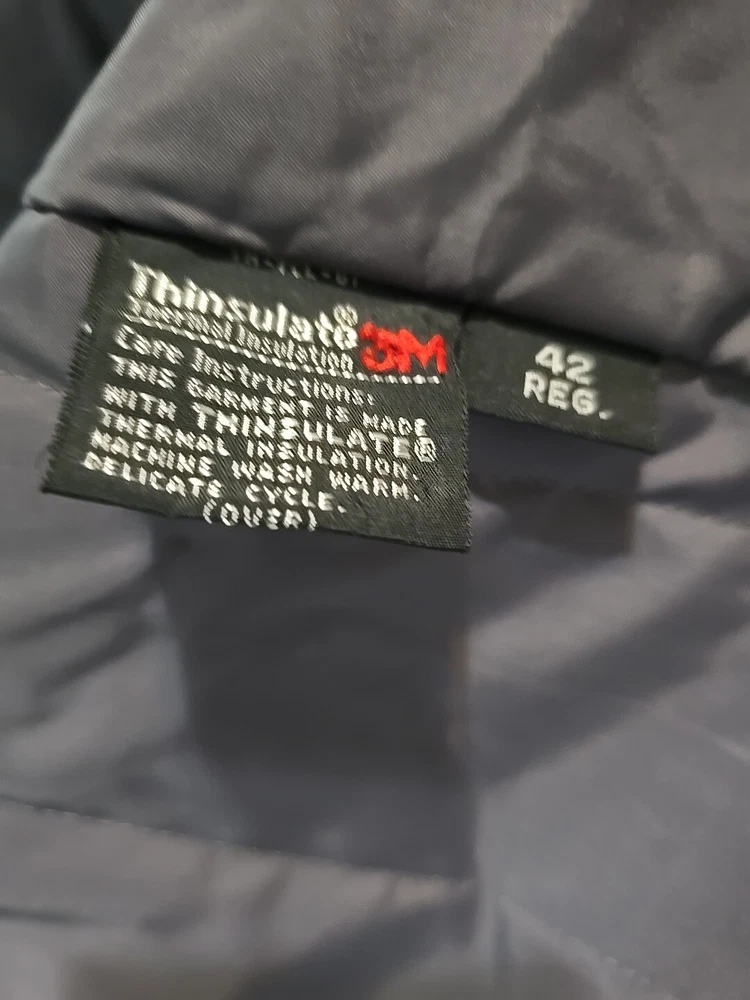 Thinsulate®
Thermal Insulation 3M
Care Instructions:
THIS GARMENT IS MADE
WITH THINSULATE®
THERMAL INSULATION.
MACHINE WASH WARM.
DELICATE CYCLE.
(OVER)
42
REG.